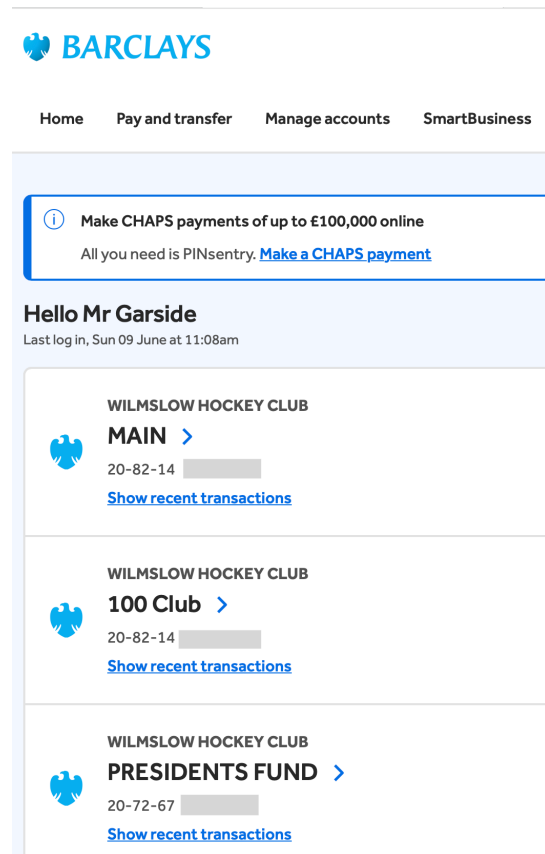 BARCLAYS
Home Pay and transfer Manage accounts SmartBusiness
Make CHAPS payments of up to £100,000 online
All you need is PINsentry. Make a CHAPS payment
Hello Mr Garside
Last log in, Sun 09 June at 11:08am
WILMSLOW HOCKEY CLUB
MAIN
20-82-14
Show recent transactions
WILMSLOW HOCKEY CLUB
100 Club
20-82-14
Show recent transactions
WILMSLOW HOCKEY CLUB
PRESIDENTS FUND
20-72-67
Show recent transactions